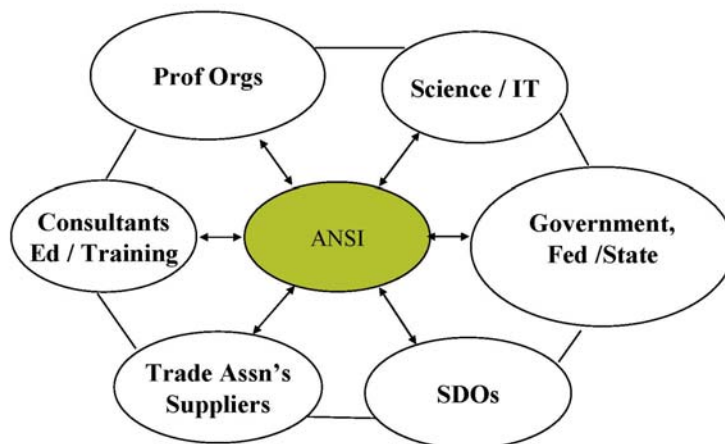 Prof Orgs
Science / IT
Consultants
Ed / Training
ANSI
Government,
Fed /State
Trade Assn's
Suppliers
SDOs